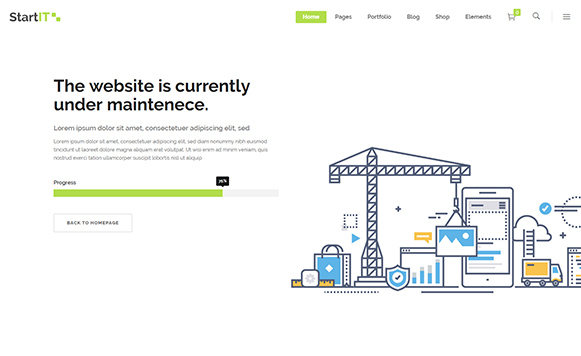 StartIT
Home Pages Portfolio Blog Shop Elements 0
The website is currently
under maintenece.
Lorem ipsum dolor sit amet, consectetuer adipiscing elit, sed
Lorem ipsum dolor sit amet, consectetuer adipiscing elit, sed diam nonummy nibh euismod
tincidunt ut laoreet dolore magna aliquam erat volutpat. Ut wisi enim ad minim veniam, quis
nostrud exerci tation ullamcorper suscipit lobortis nisl ut aliquip
Progress
75%
BACK TO HOMEPAGE